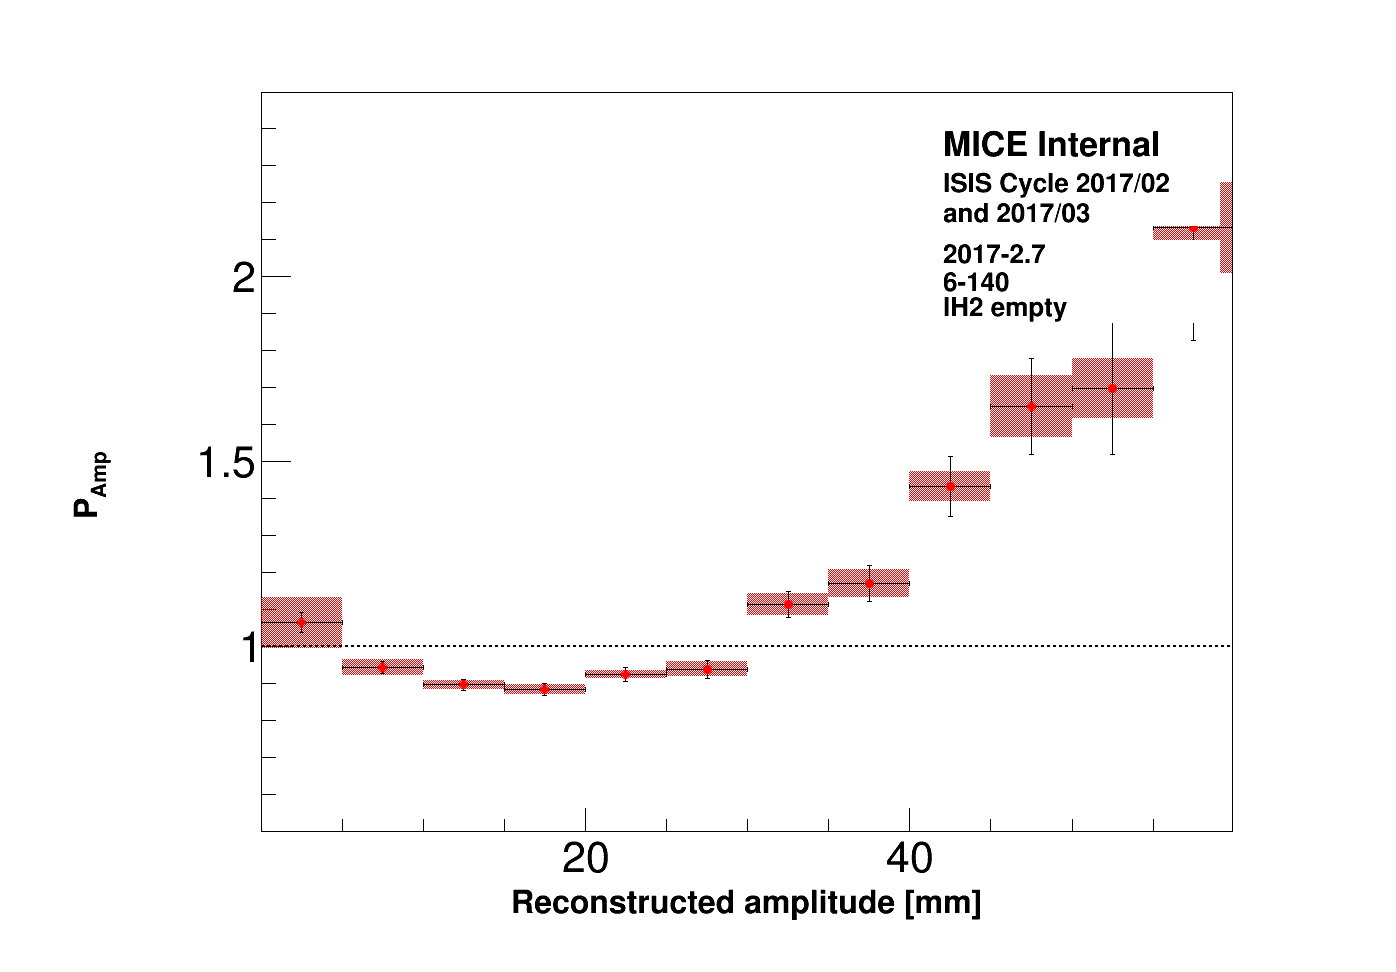 MICE Internal
ISIS Cycle 2017/02
and 2017/03
2017-2.7
6-140
lH2 empty
2
1.5
1
P_Amp
20
40
Reconstructed amplitude [mm]